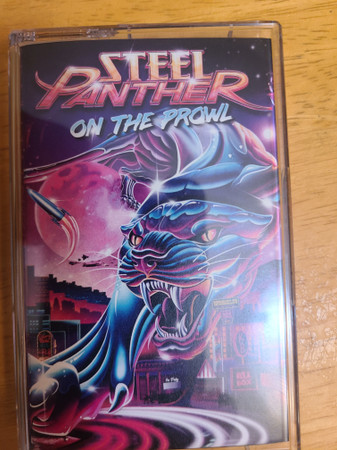 STEEL
PANTHER
ON THE PROWL